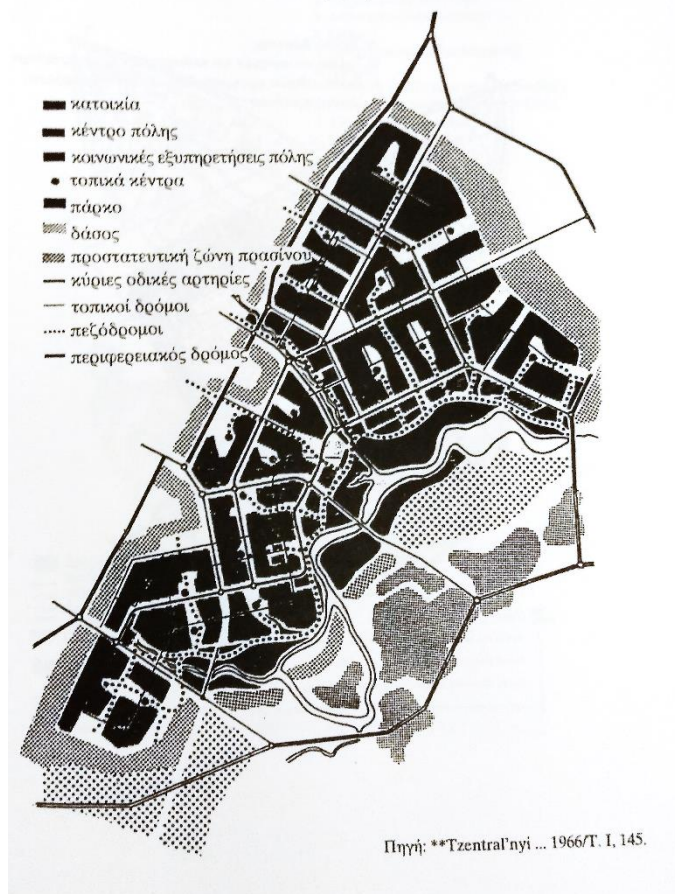 κατοικία
κέντρο πόλης
κοινωνικές εξυπηρετήσεις πόλης
τοπικά κέντρα
πάρκο
δάσος
προστατευτική ζώνη πρασίνου
κύριες οδικές αρτηρίες
τοπικοί δρόμοι
πεζόδρομοι
περιφερειακός δρόμος
Πηγή: **Tzentral'nyi ... 1966/T. I, 145.